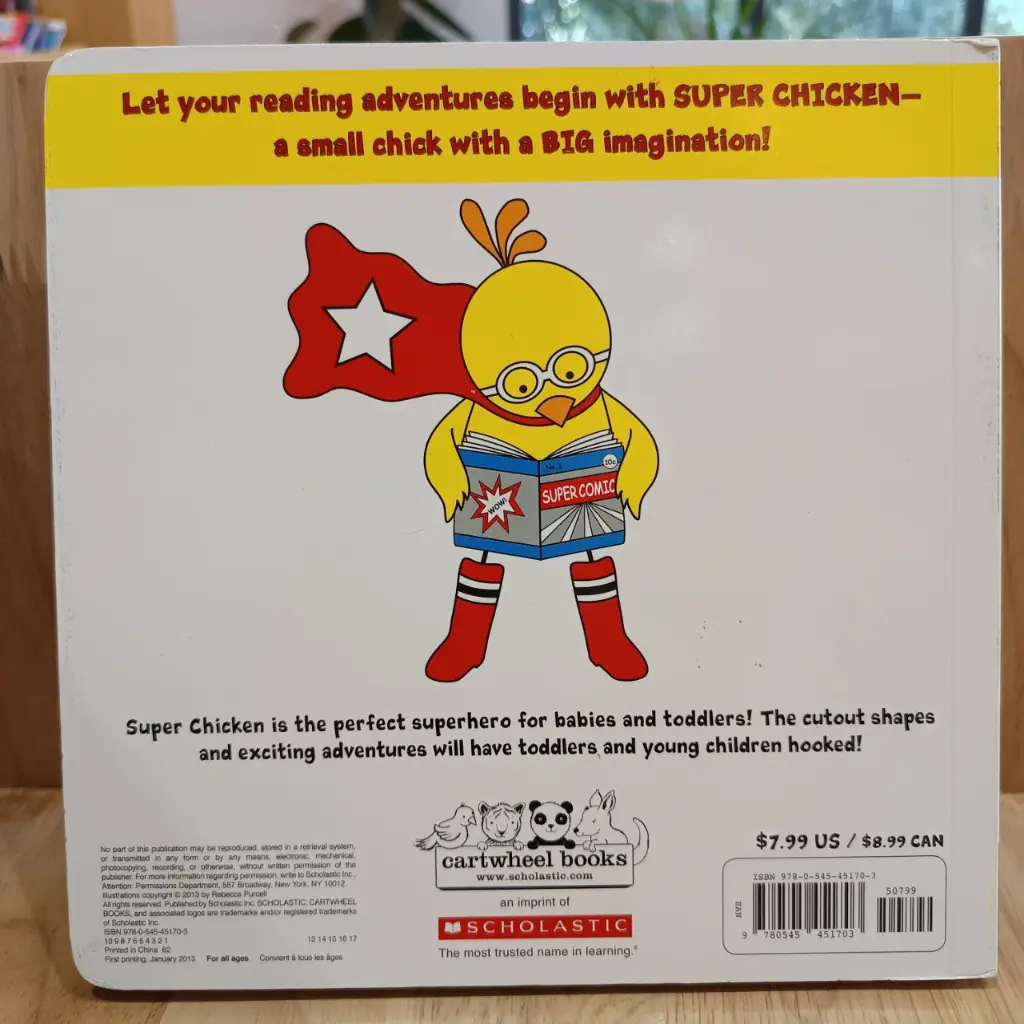 Let your reading adventures begin with SUPER CHICKEN—
a small chick with a BIG imagination!
No. 3
10¢
WOW!
SUPER COMIC
Super Chicken is the perfect superhero for babies and toddlers! The cutout shapes
and exciting adventures will have toddlers and young children hooked!
No part of this publication may be reproduced, stored in a retrieval system,
or transmitted in any form or by any means, electronic, mechanical,
photocopying, recording, or otherwise, without written permission of the
publisher. For more information regarding permission, write to Scholastic Inc.,
Attention: Permissions Department, 557 Broadway, New York, NY 10012.
Illustrations copyright © 2013 by Rebecca Purcell
All rights reserved. Published by Scholastic Inc. SCHOLASTIC, CARTWHEEL
BOOKS, and associated logos are trademarks and/or registered trademarks
of Scholastic Inc.
ISBN 978-0-545-45170-3
10 9 8 7 6 5 4 3 2 1 13 14 15 16 17
Printed in China 62
First printing, January 2013 For all ages Convient à tous les âges
cartwheel books
www.scholastic.com
an imprint of
SCHOLASTIC
The most trusted name in learning.®
$7.99 US / $8.99 CAN
ISBN 978-0-545-45170-3
50799
EAN
9 780545 451703